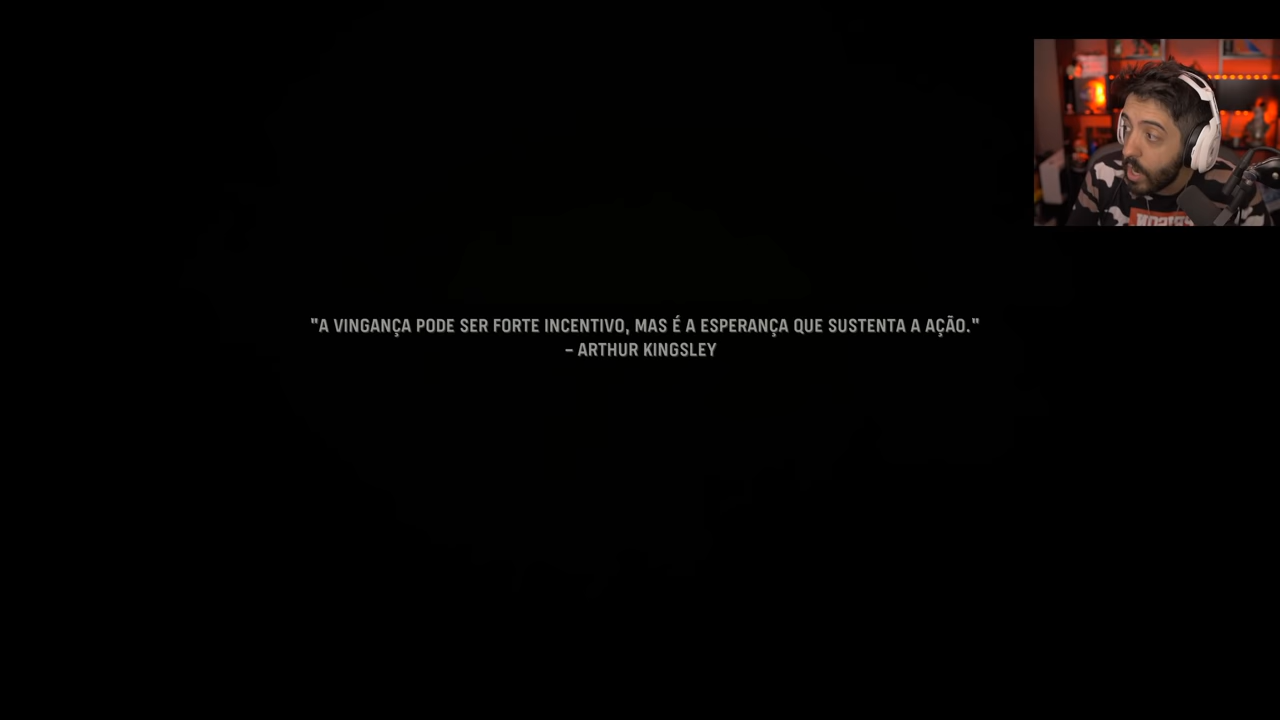 "A VINGANÇA PODE SER FORTE INCENTIVO, MAS É A ESPERANÇA QUE SUSTENTA A AÇÃO."
– ARTHUR KINGSLEY